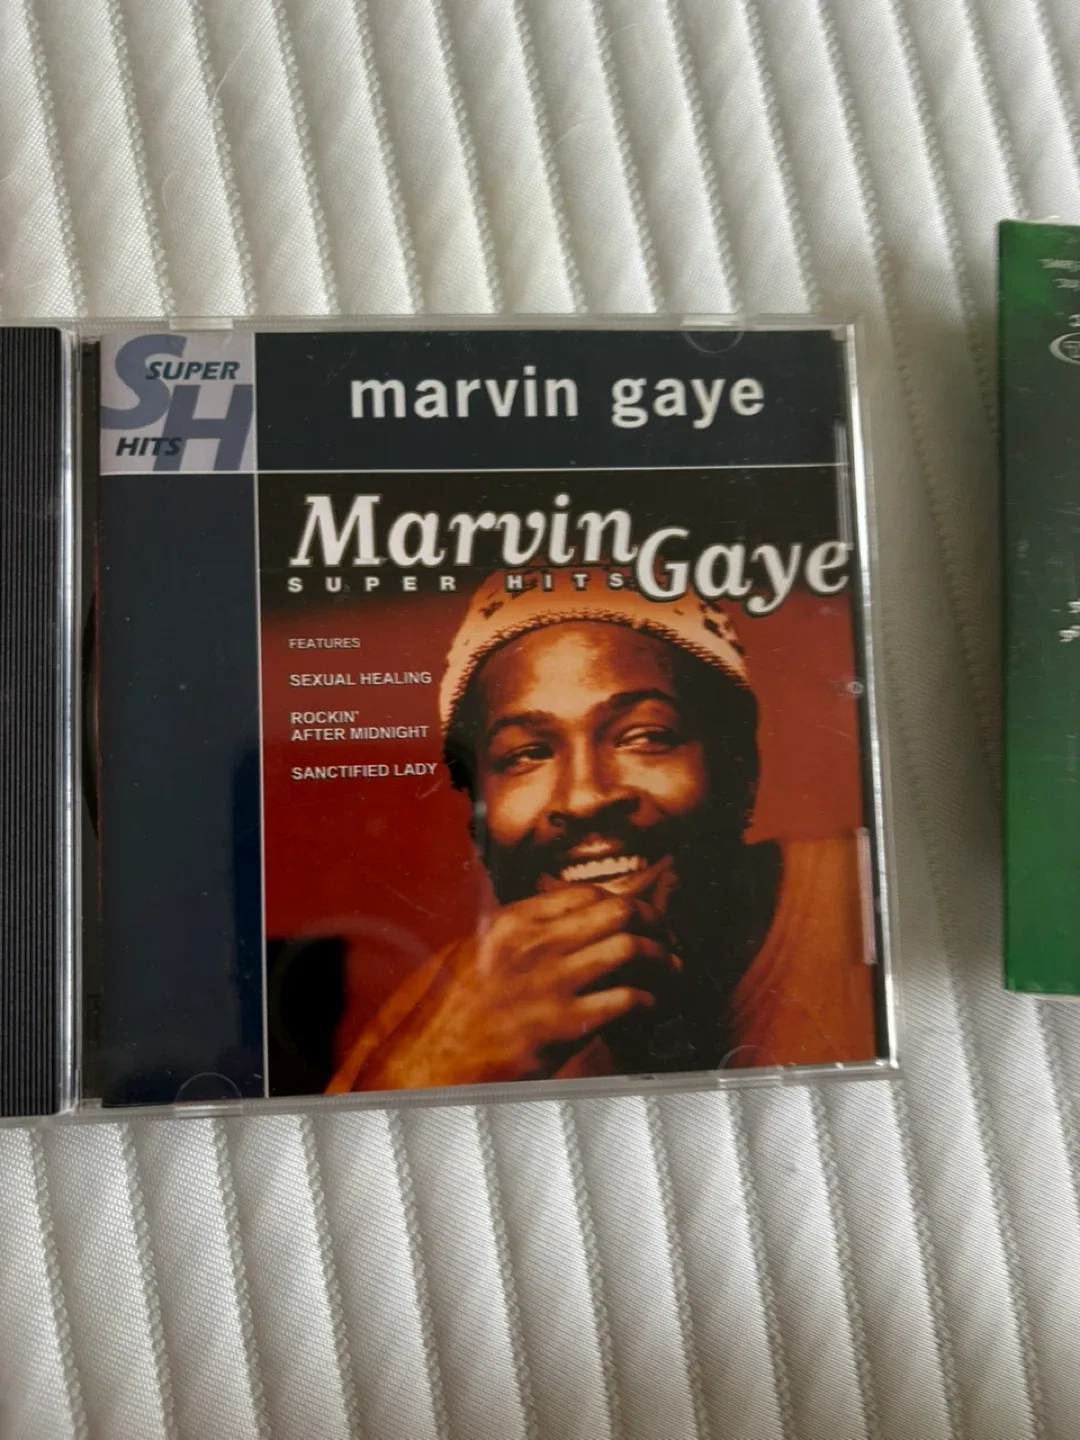 SUPER
HITS
SH
marvin gaye
Marvin Gaye
SUPER HITS
FEATURES
SEXUAL HEALING
ROCKIN'
AFTER MIDNIGHT
SANCTIFIED LADY